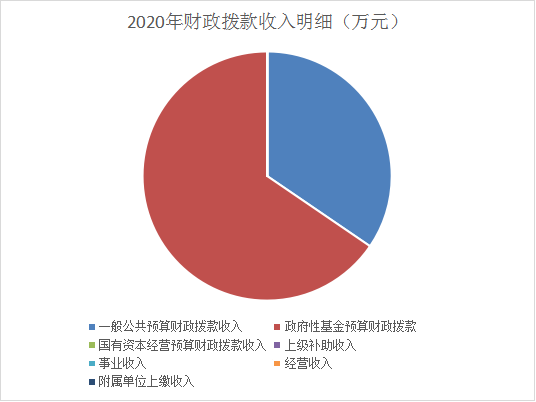 2020年财政拨款收入明细（万元）
一般公共预算财政拨款收入 政府性基金预算财政拨款
国有资本经营预算财政拨款收入 上级补助收入
事业收入 经营收入
附属单位上缴收入